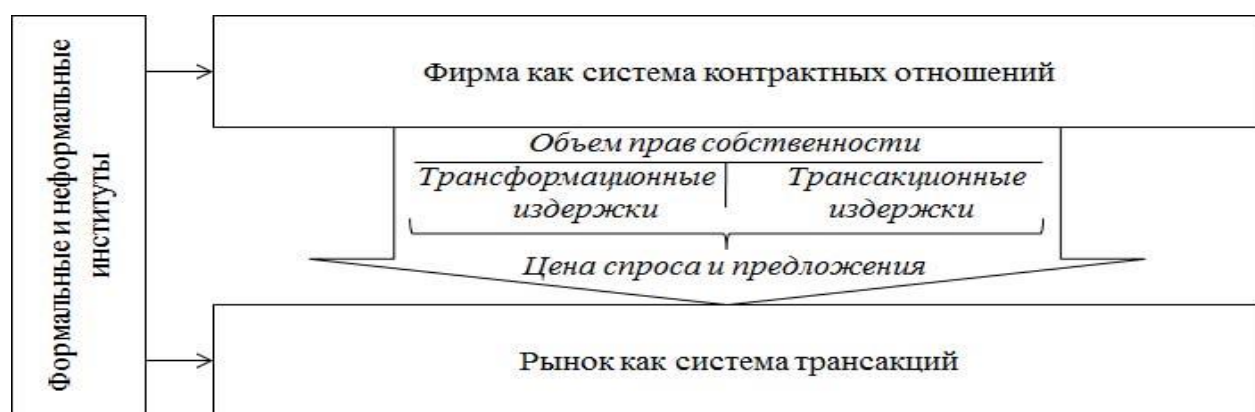 Формальные и неформальные
институты
Фирма как система контрактных отношений
Объем прав собственности
Трансформационные
издержки
Трансакционные
издержки
Цена спроса и предложения
Рынок как система трансакций